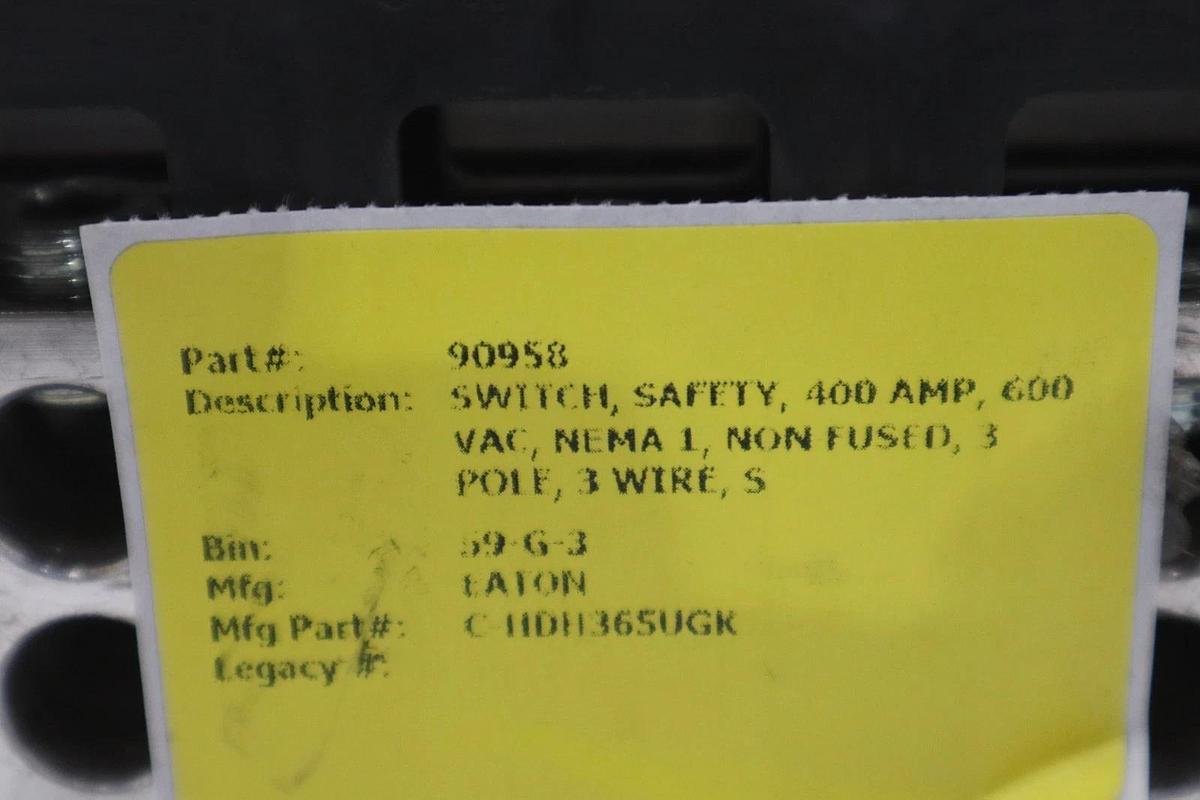 Part#: 90958
Description: SWITCH, SAFETY, 400 AMP, 600
VAC, NEMA 1, NON FUSED, 3
POLE, 3 WIRE, S
Bin: 59-G-3
Mfg: EATON
Mfg Part#: C-HDH365UGK
Legacy #: